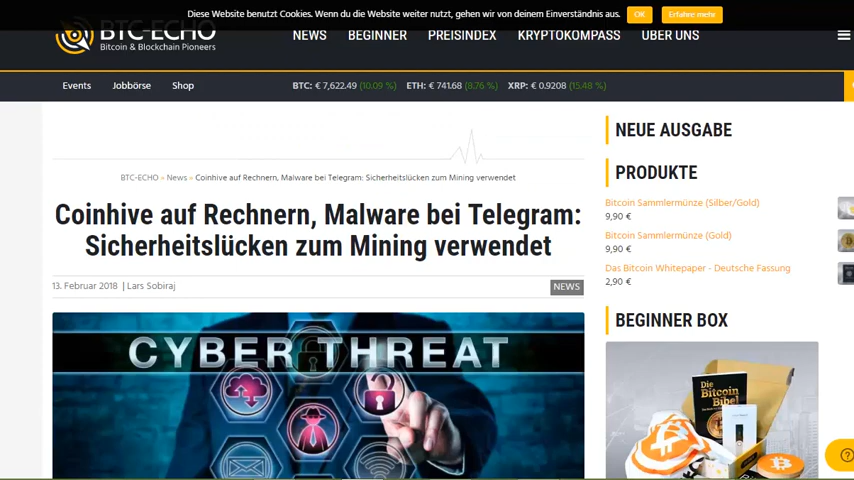 Diese Website benutzt Cookies. Wenn du die Website weiter nutzt, gehen wir von deinem Einverständnis aus. OK Erfahre mehr
BTC-ECHO
Bitcoin & Blockchain Pioneers
NEWS BEGINNER PREISINDEX KRYPTOKOMPASS ÜBER UNS
Events Jobbörse Shop BTC: € 7,622.49 (10.09 %) ETH: € 741.68 (8,76 %) XRP: € 0.9208 (15,48 %)
BTC-ECHO » News » Coinhive auf Rechnern, Malware bei Telegram: Sicherheitslücken zum Mining verwendet
Coinhive auf Rechnern, Malware bei Telegram:
Sicherheitslücken zum Mining verwendet
13. Februar 2018 | Lars Sobiraj
NEWS
CYBER THREAT
NEUE AUSGABE
PRODUKTE
Bitcoin Sammlermünze (Silber/Gold)
9,90 €
Bitcoin Sammlermünze (Gold)
9,90 €
Das Bitcoin Whitepaper - Deutsche Fassung
2,90 €
BEGINNER BOX
Die
Bitcoin
Bibel